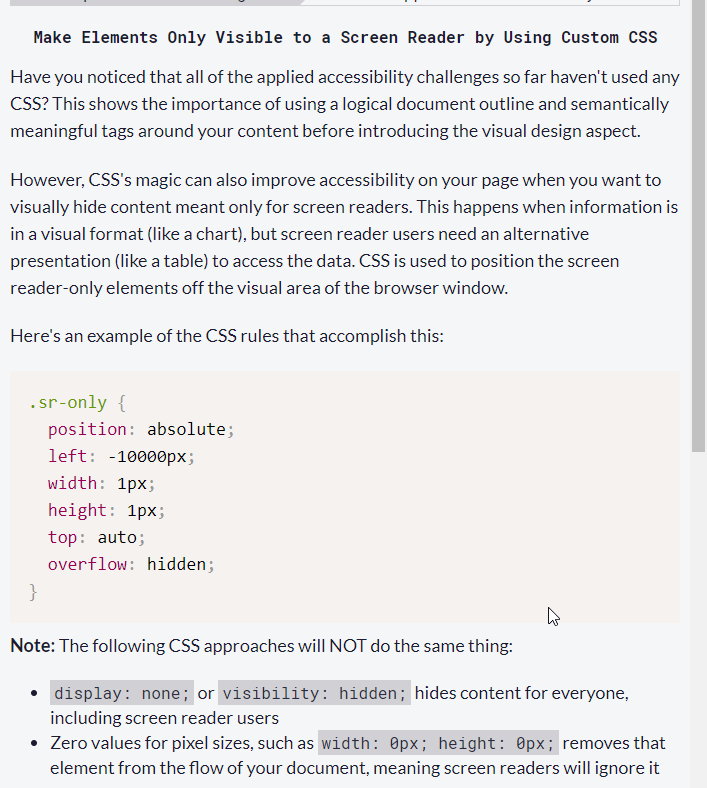 Make Elements Only Visible to a Screen Reader by Using Custom CSS
Have you noticed that all of the applied accessibility challenges so far haven't used any
CSS? This shows the importance of using a logical document outline and semantically
meaningful tags around your content before introducing the visual design aspect.
However, CSS's magic can also improve accessibility on your page when you want to
visually hide content meant only for screen readers. This happens when information is
in a visual format (like a chart), but screen reader users need an alternative
presentation (like a table) to access the data. CSS is used to position the screen
reader-only elements off the visual area of the browser window.
Here's an example of the CSS rules that accomplish this:
.sr-only {
  position: absolute;
  left: -10000px;
  width: 1px;
  height: 1px;
  top: auto;
  overflow: hidden;
}
Note: The following CSS approaches will NOT do the same thing:
• display: none; or visibility: hidden; hides content for everyone,
including screen reader users
• Zero values for pixel sizes, such as width: 0px; height: 0px; removes that
element from the flow of your document, meaning screen readers will ignore it